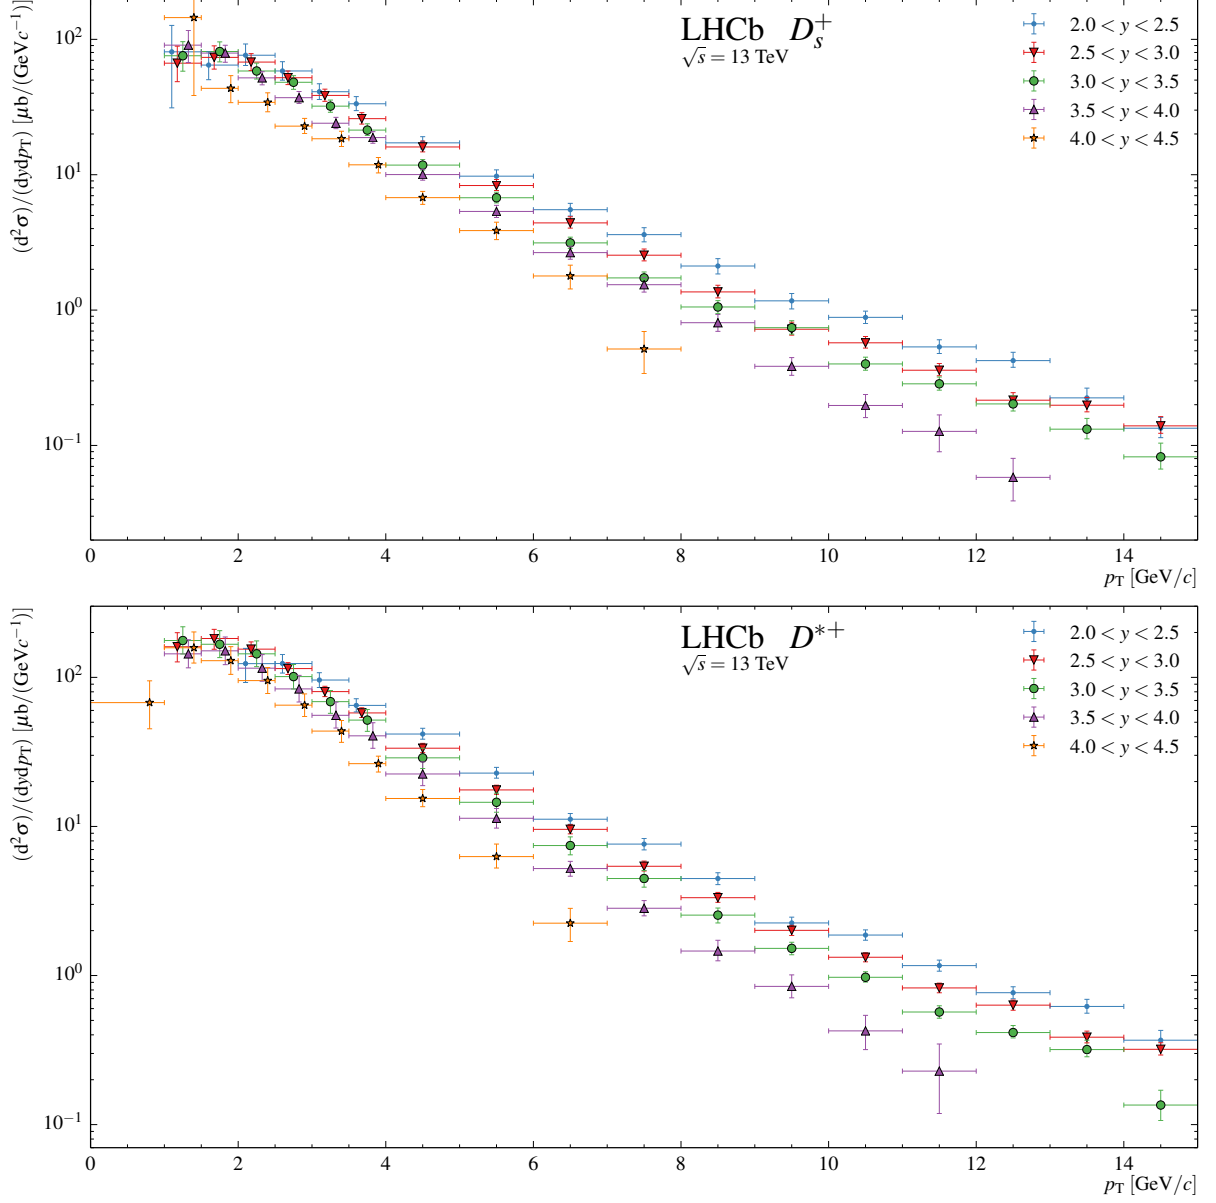 LHCb D_s^+
√s = 13 TeV
2.0 < y < 2.5
2.5 < y < 3.0
3.0 < y < 3.5
3.5 < y < 4.0
4.0 < y < 4.5
(d²σ)/(dydp_T) [μb/(GeVc⁻¹)]
10²
10¹
10⁰
10⁻¹
0 2 4 6 8 10 12 14
p_T [GeV/c]
LHCb D*⁺
√s = 13 TeV
2.0 < y < 2.5
2.5 < y < 3.0
3.0 < y < 3.5
3.5 < y < 4.0
4.0 < y < 4.5
(d²σ)/(dydp_T) [μb/(GeVc⁻¹)]
10²
10¹
10⁰
10⁻¹
0 2 4 6 8 10 12 14
p_T [GeV/c]